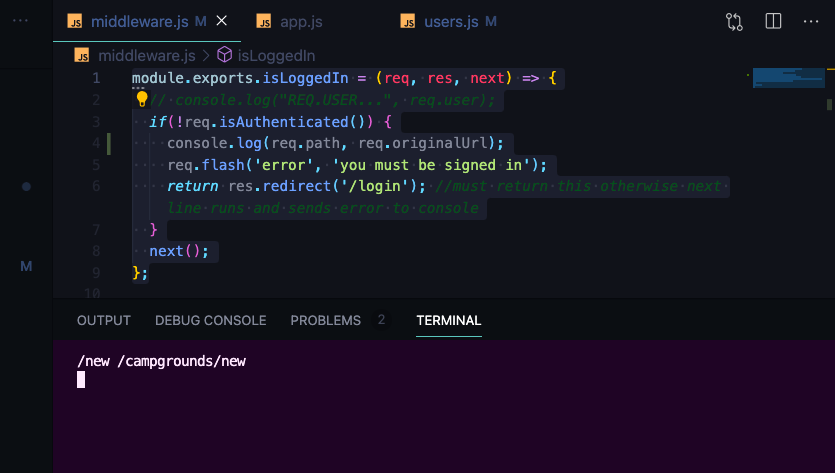 ... JS middleware.js M × JS app.js JS users.js M ...
JS middleware.js > isLoggedIn
1 module.exports.isLoggedIn = (req, res, next) => {
2 // console.log("REQ.USER...", req.user);
3 if(!req.isAuthenticated()) {
4 console.log(req.path, req.originalUrl);
5 req.flash('error', 'you must be signed in');
6 return res.redirect('/login'); //must return this otherwise next
line runs and sends error to console
7 }
M
8 next();
9 };
10
OUTPUT DEBUG CONSOLE PROBLEMS 2 TERMINAL
/new /campgrounds/new